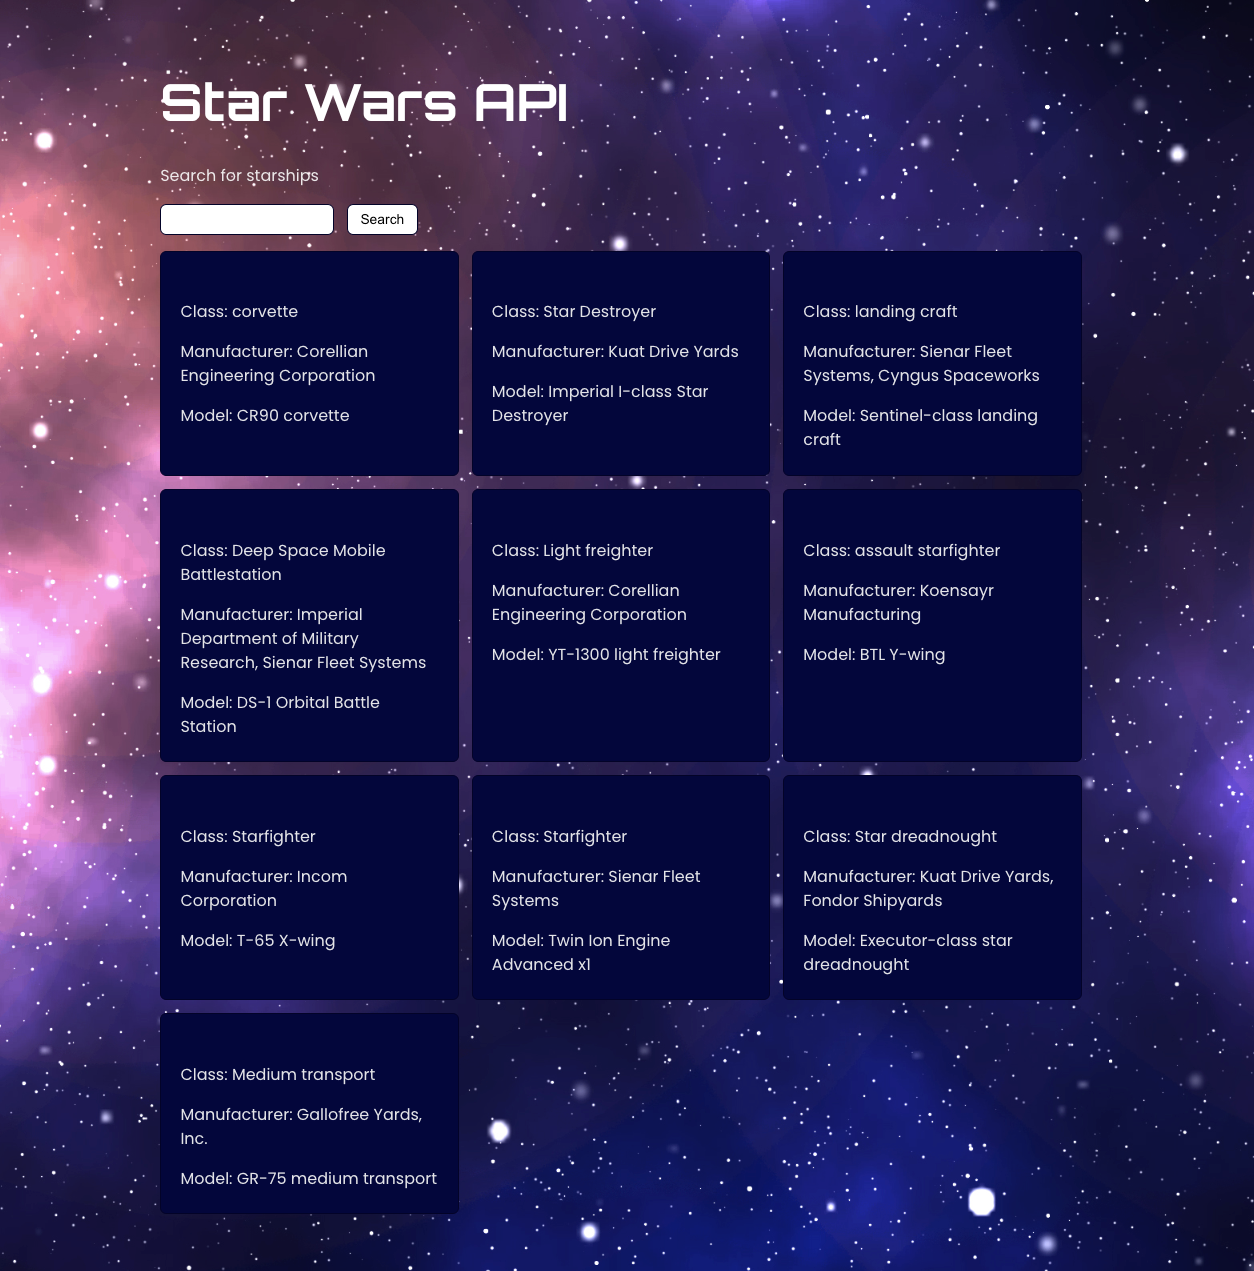 Star Wars API
Search for starships
Search
Class: corvette
Manufacturer: Corellian
Engineering Corporation
Model: CR90 corvette
Class: Star Destroyer
Manufacturer: Kuat Drive Yards
Model: Imperial I-class Star
Destroyer
Class: landing craft
Manufacturer: Sienar Fleet
Systems, Cyngus Spaceworks
Model: Sentinel-class landing
craft
Class: Deep Space Mobile
Battlestation
Manufacturer: Imperial
Department of Military
Research, Sienar Fleet Systems
Model: DS-1 Orbital Battle
Station
Class: Light freighter
Manufacturer: Corellian
Engineering Corporation
Model: YT-1300 light freighter
Class: assault starfighter
Manufacturer: Koensayr
Manufacturing
Model: BTL Y-wing
Class: Starfighter
Manufacturer: Incom
Corporation
Model: T-65 X-wing
Class: Starfighter
Manufacturer: Sienar Fleet
Systems
Model: Twin Ion Engine
Advanced x1
Class: Star dreadnought
Manufacturer: Kuat Drive Yards,
Fondor Shipyards
Model: Executor-class star
dreadnought
Class: Medium transport
Manufacturer: Gallofree Yards,
Inc.
Model: GR-75 medium transport